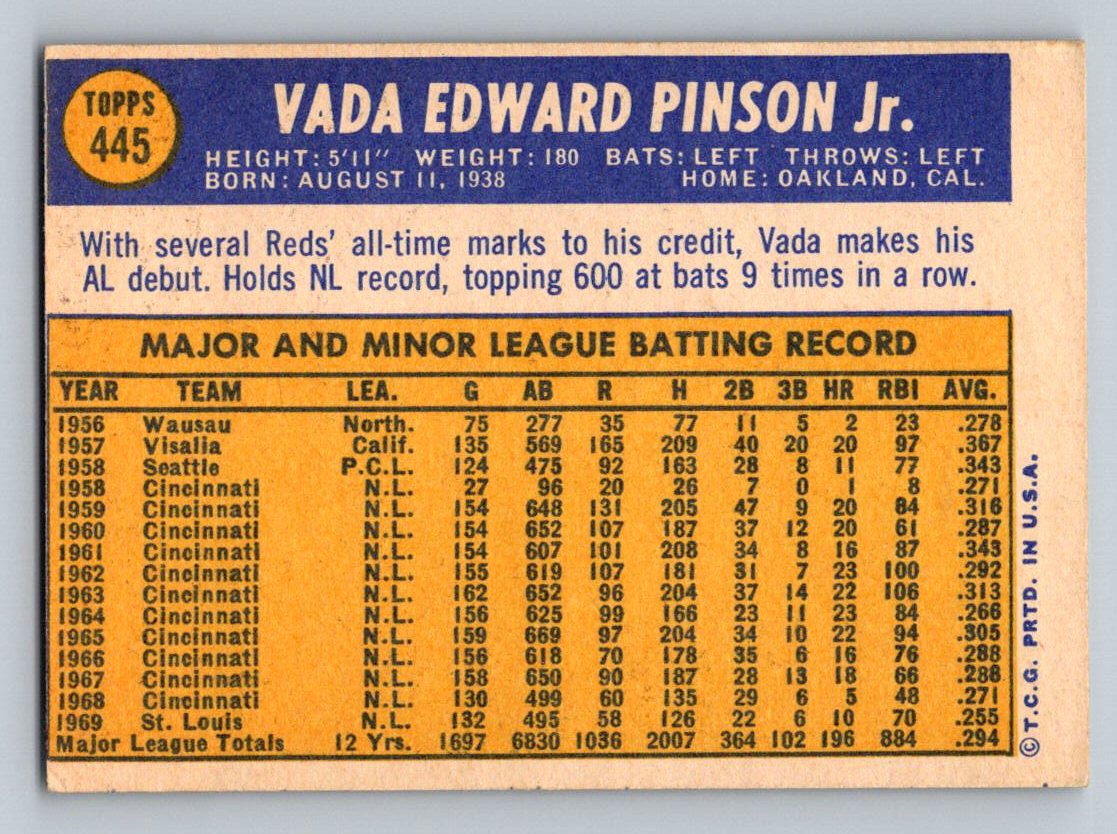 TOPPS
445
VADA EDWARD PINSON Jr.
HEIGHT: 5'11" WEIGHT: 180 BATS: LEFT THROWS: LEFT
BORN: AUGUST 11, 1938 HOME: OAKLAND, CAL.
With several Reds' all-time marks to his credit, Vada makes his
AL debut. Holds NL record, topping 600 at bats 9 times in a row.
MAJOR AND MINOR LEAGUE BATTING RECORD
YEAR TEAM LEA. G AB R H 2B 3B HR RBI AVG.
1956 Wausau North. 75 277 35 77 11 5 2 23 .278
1957 Visalia Calif. 135 569 165 209 40 20 20 97 .367
1958 Seattle P.C.L. 124 475 92 163 28 8 11 77 .343
1958 Cincinnati N.L. 27 96 20 26 7 0 1 8 .271
1959 Cincinnati N.L. 154 648 131 205 47 9 20 84 .316
1960 Cincinnati N.L. 154 652 107 187 37 12 20 61 .287
1961 Cincinnati N.L. 154 607 101 208 34 8 16 87 .343
1962 Cincinnati N.L. 155 619 107 181 31 7 23 100 .292
1963 Cincinnati N.L. 162 652 96 204 37 14 22 106 .313
1964 Cincinnati N.L. 156 625 99 166 23 11 23 84 .266
1965 Cincinnati N.L. 159 669 97 204 34 10 22 94 .305
1966 Cincinnati N.L. 156 618 70 178 35 6 16 76 .288
1967 Cincinnati N.L. 158 650 90 187 28 13 18 66 .288
1968 Cincinnati N.L. 130 499 60 135 29 6 5 48 .271
1969 St. Louis N.L. 132 495 58 126 22 6 10 70 .255
Major League Totals 12 Yrs. 1697 6830 1036 2007 364 102 196 884 .294
© T.C.G. PRTD. IN U.S.A.